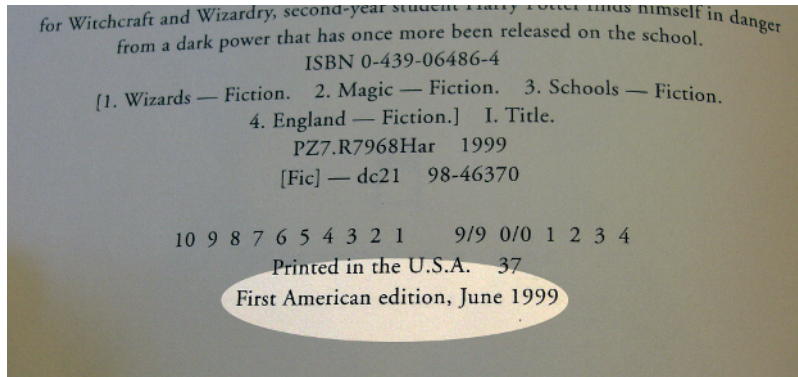 for Witchcraft and Wizardry, second-year student Harry Potter finds himself in danger
from a dark power that has once more been released on the school.
ISBN 0-439-06486-4
[1. Wizards — Fiction. 2. Magic — Fiction. 3. Schools — Fiction.
4. England — Fiction.] I. Title.
PZ7.R7968Har 1999
[Fic] — dc21 98-46370
10 9 8 7 6 5 4 3 2 1 9/9 0/0 1 2 3 4
Printed in the U.S.A. 37
First American edition, June 1999